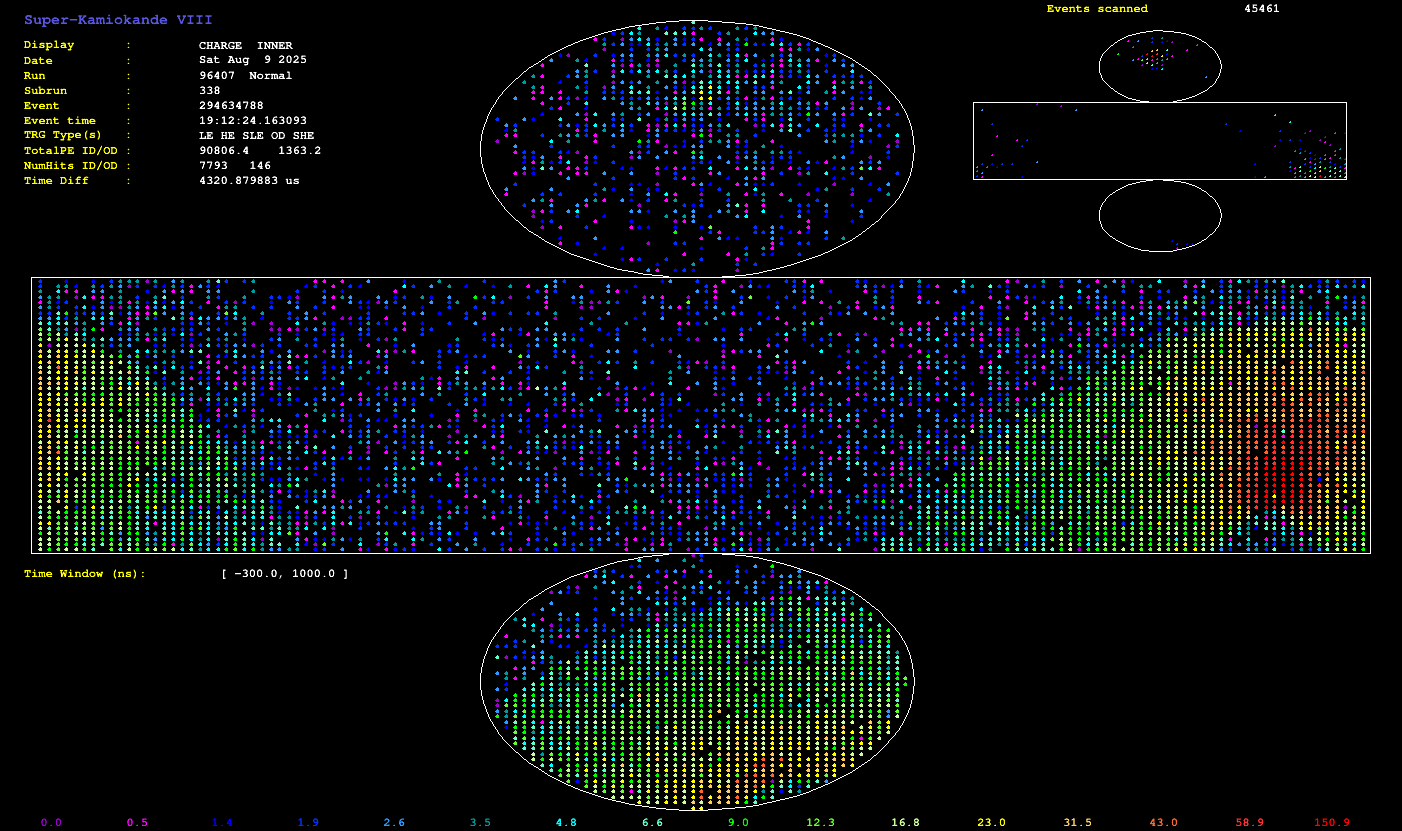 Super-Kamiokande VIII
Display : CHARGE INNER
Date : Sat Aug 9 2025
Run : 96407 Normal
Subrun : 338
Event : 294634788
Event time : 19:12:24.163093
TRG Type(s) : LE HE SLE OD SHE
TotalPE ID/OD : 90806.4 1363.2
NumHits ID/OD : 7793 146
Time Diff : 4320.879883 us
Events scanned 45461
Time Window (ns): [ -300.0, 1000.0 ]
0.0 0.5 1.4 1.9 2.6 3.5 4.8 6.6 9.0 12.3 16.8 23.0 31.5 43.0 58.9 150.9